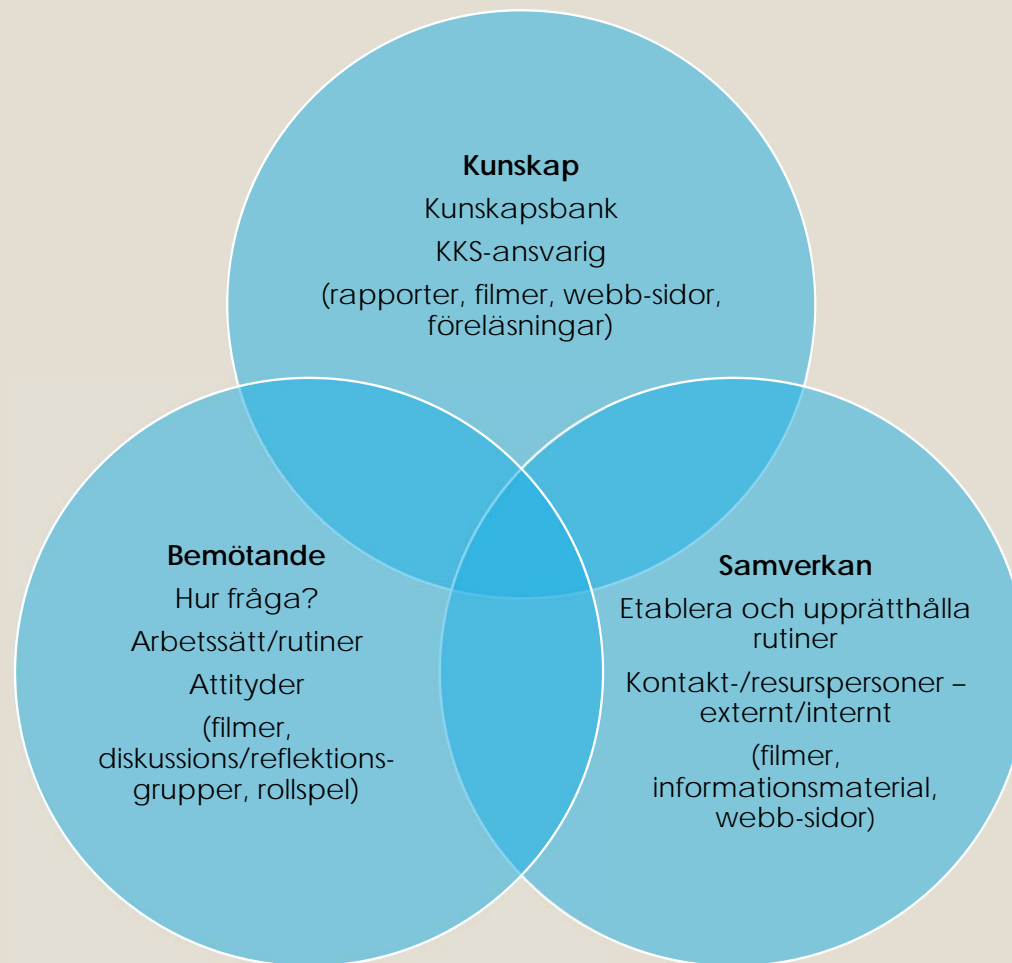 Kunskap
Kunskapsbank
KKS-ansvarig
(rapporter, filmer, webb-sidor,
föreläsningar)
Bemötande
Hur fråga?
Arbetssätt/rutiner
Attityder
(filmer,
diskussions/reflektions-
grupper, rollspel)
Samverkan
Etablera och upprätthålla
rutiner
Kontakt-/resurspersoner –
externt/internt
(filmer,
informationsmaterial,
webb-sidor)